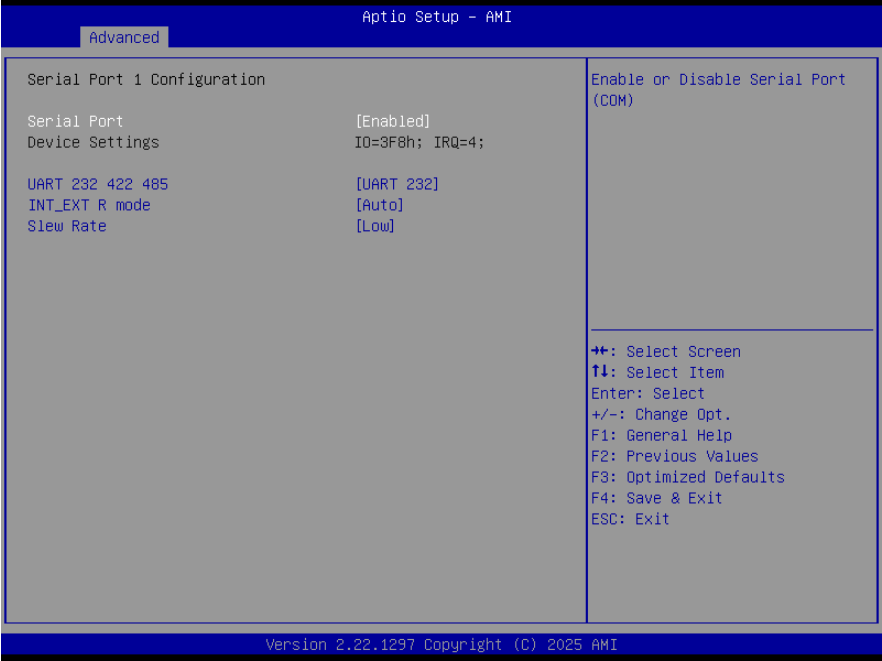 Aptio Setup – AMI
Advanced
Serial Port 1 Configuration
Serial Port [Enabled]
Device Settings IO=3F8h; IRQ=4;
UART 232 422 485 [UART 232]
INT_EXT R mode [Auto]
Slew Rate [Low]
Enable or Disable Serial Port
(COM)
→←: Select Screen
↑↓: Select Item
Enter: Select
+/-: Change Opt.
F1: General Help
F2: Previous Values
F3: Optimized Defaults
F4: Save & Exit
ESC: Exit
Version 2.22.1297 Copyright (C) 2025 AMI